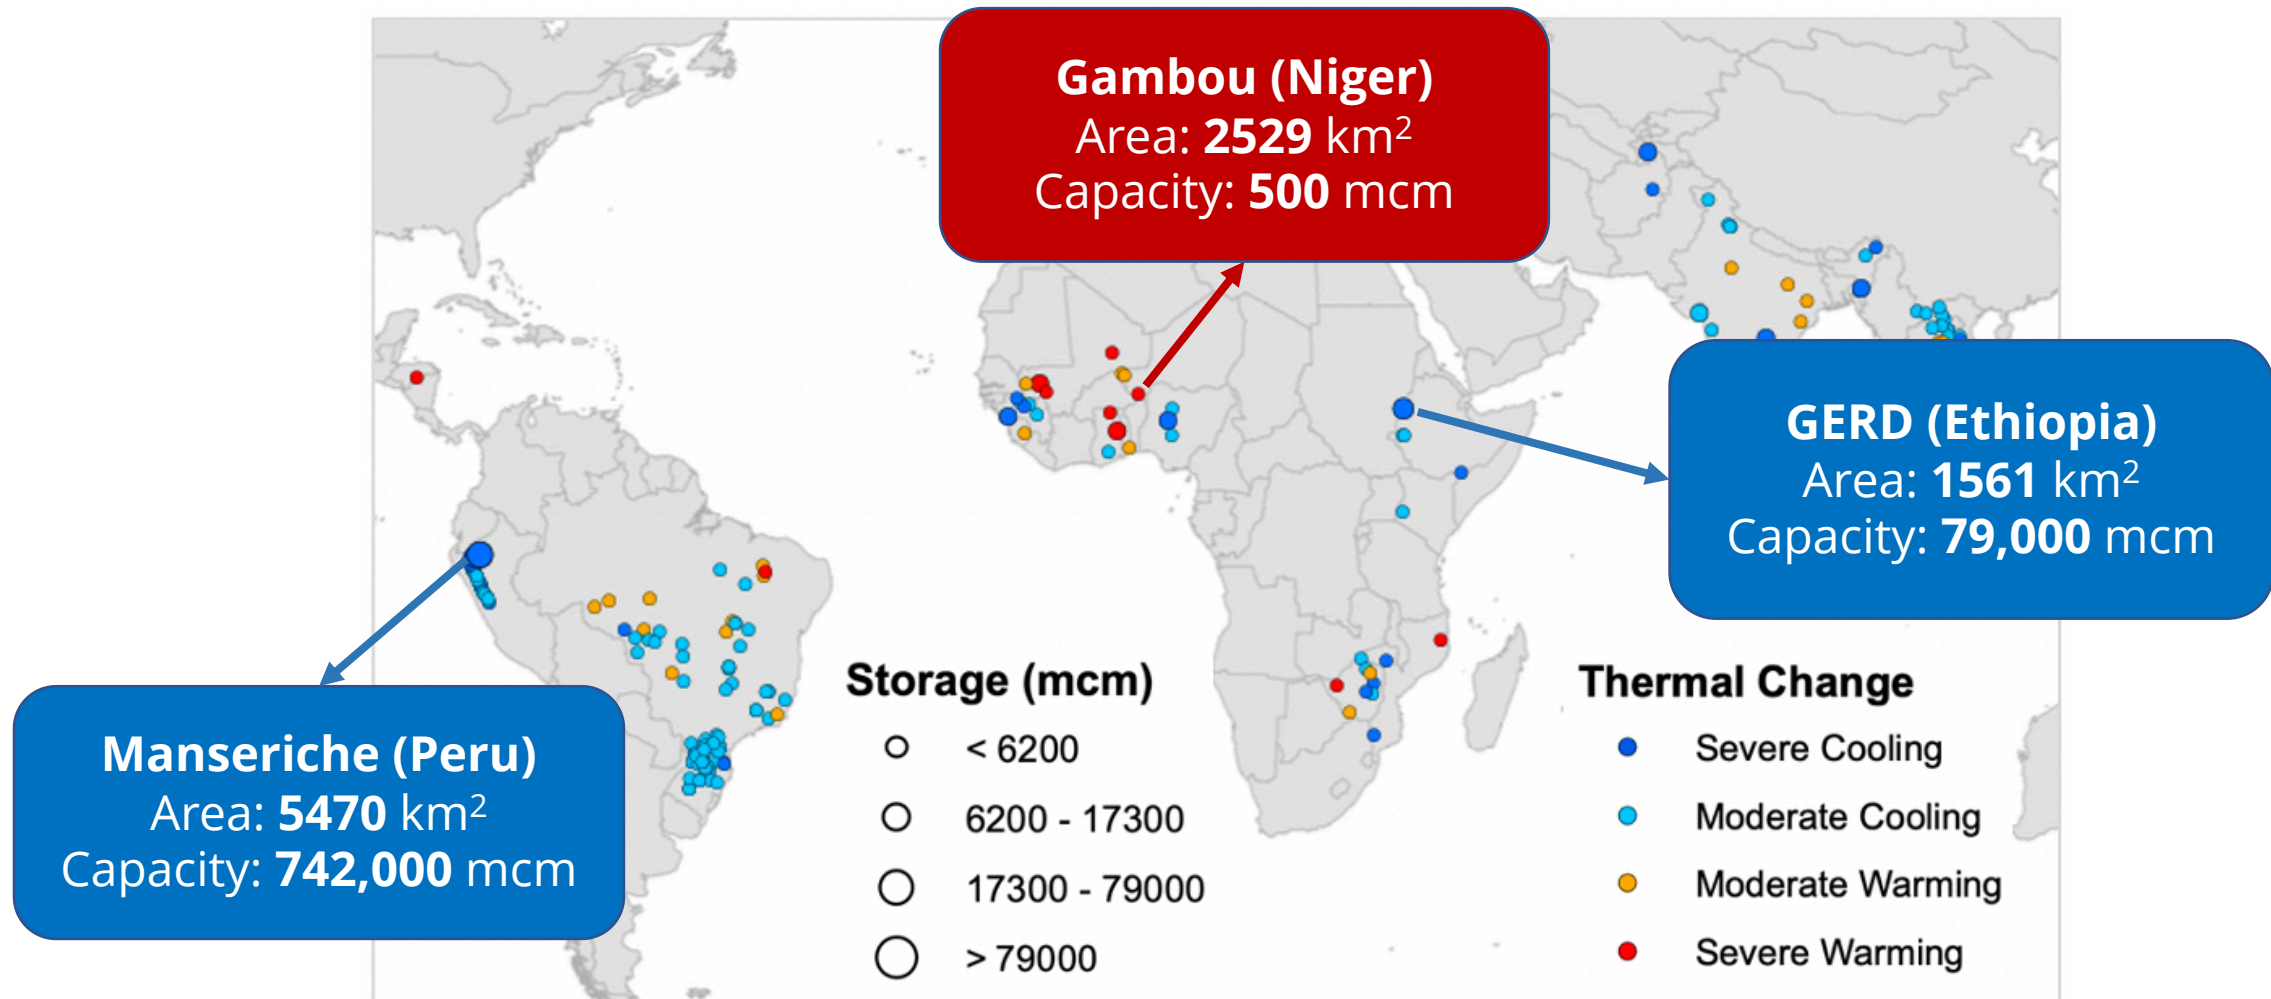 Gambou (Niger)
Area: 2529 km²
Capacity: 500 mcm
GERD (Ethiopia)
Area: 1561 km²
Capacity: 79,000 mcm
Manseriche (Peru)
Area: 5470 km²
Capacity: 742,000 mcm
Storage (mcm)
< 6200
6200 - 17300
17300 - 79000
> 79000
Thermal Change
Severe Cooling
Moderate Cooling
Moderate Warming
Severe Warming